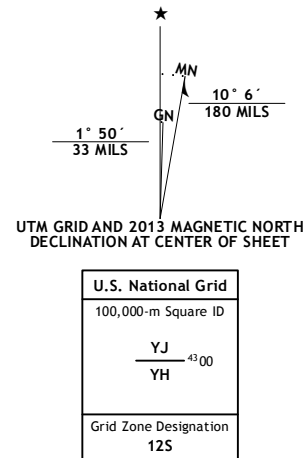 ★
MN
GN
10° 6´
180 MILS
1° 50´
33 MILS
UTM GRID AND 2013 MAGNETIC NORTH
DECLINATION AT CENTER OF SHEET
U.S. National Grid
100,000-m Square ID
YJ
4300
YH
Grid Zone Designation
12S